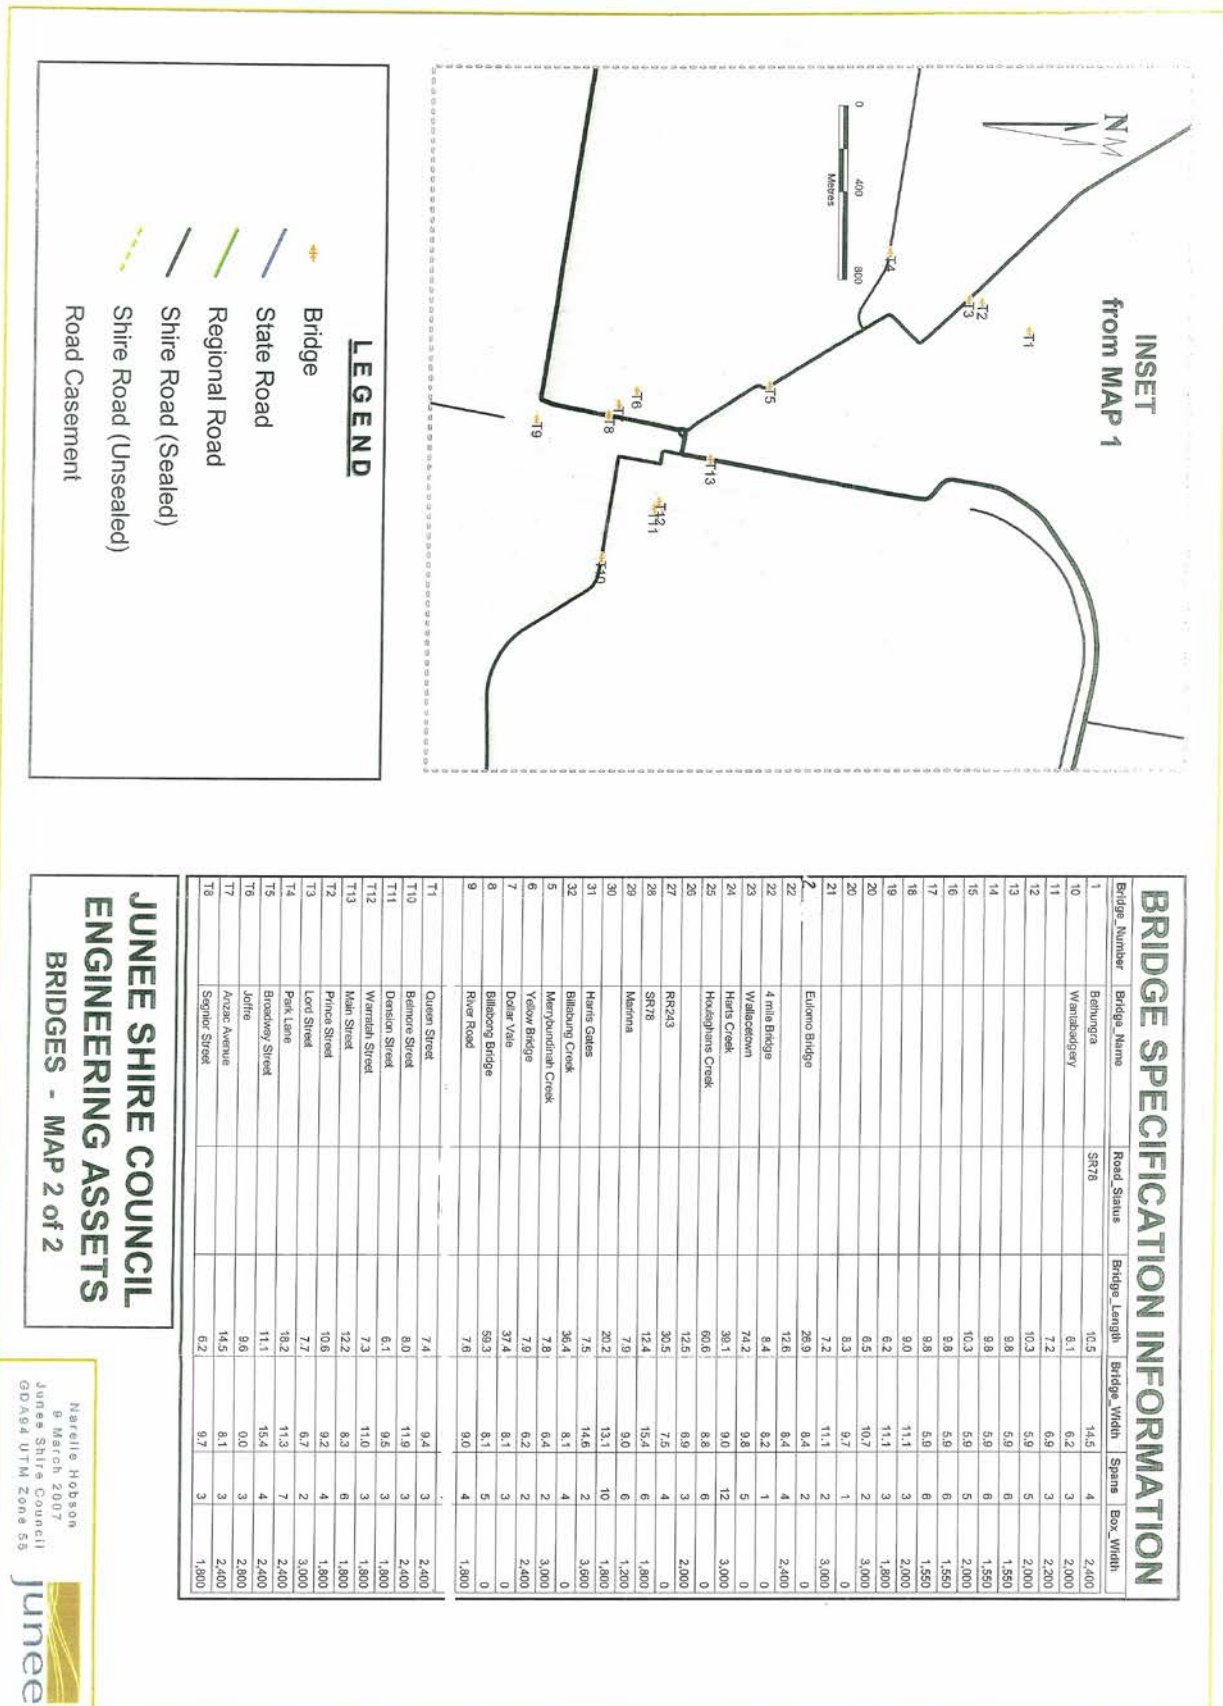 INSET
from MAP 1
N
0 400 800
Metres
T1
T2
T3
T4
T5
T6
T8
T9
T13
T12
T11
T10
LEGEND
Bridge
State Road
Regional Road
Shire Road (Sealed)
Shire Road (Unsealed)
Road Casement
BRIDGE SPECIFICATION INFORMATION
Bridge_Number Bridge_Name Road_Status Bridge_Length Bridge_Width Spans Box_Width
1 Bethungra SR78 10.5 14.5 4 2,400
10 Wantabadgery 6.1 6.2 3 2,000
11 7.2 6.9 3 2,200
12 10.3 5.9 5 2,000
13 9.8 5.9 6 1,550
14 9.8 5.9 6 1,550
15 10.3 5.9 5 2,000
16 9.8 5.9 6 1,550
17 9.8 5.9 6 1,550
18 9.0 11.1 3 2,000
19 6.2 11.1 3 1,800
20 6.5 10.7 2 3,000
20 8.3 9.7 1 0
21 7.2 11.1 2 3,000
2 Eulomo Bridge 26.9 8.4 2 0
22 12.6 8.4 4 2,400
22 4 mile Bridge 8.4 8.2 1 0
23 Wallacetown 74.2 9.8 5 0
24 Harts Creek 39.1 9.0 12 3,000
25 Houlaghans Creek 60.6 8.8 6 0
26 12.5 6.9 3 2,000
27 RR243 30.5 7.5 4 0
28 SR78 12.4 15.4 6 1,800
29 Marinna 7.9 9.0 6 1,200
30 20.2 13.1 10 1,800
31 Harris Gates 7.5 14.6 2 3,600
32 Billabung Creek 36.4 8.1 4 0
5 Merrybundinah Creek 7.8 6.4 2 3,000
6 Yellow Bridge 7.9 6.2 2 2,400
7 Dollar Vale 37.4 8.1 3 0
8 Billabong Bridge 59.3 8.1 5 0
9 River Road 7.6 9.0 4 1,800
T1 Queen Street 7.4 9.4 3 2,400
T10 Belmore Street 8.0 11.9 3 2,400
T11 Dension Street 6.1 9.5 3 1,800
T12 Warratah Street 7.3 11.0 3 1,800
T13 Main Street 12.2 8.3 6 1,800
T2 Prince Street 10.6 9.2 4 1,800
T3 Lord Street 7.7 6.7 2 3,000
T4 Park Lane 18.2 11.3 7 2,400
T5 Broadway Street 11.1 15.4 4 2,400
T6 Joffre 9.6 0.0 3 2,800
T7 Anzac Avenue 14.5 8.1 3 2,400
T8 Segnior Street 6.2 9.7 3 1,800
JUNEE SHIRE COUNCIL
ENGINEERING ASSETS
BRIDGES - MAP 2 of 2
Narelle Hobson
9 March 2007
Junee Shire Council
GDA94 UTM Zone 55
junee